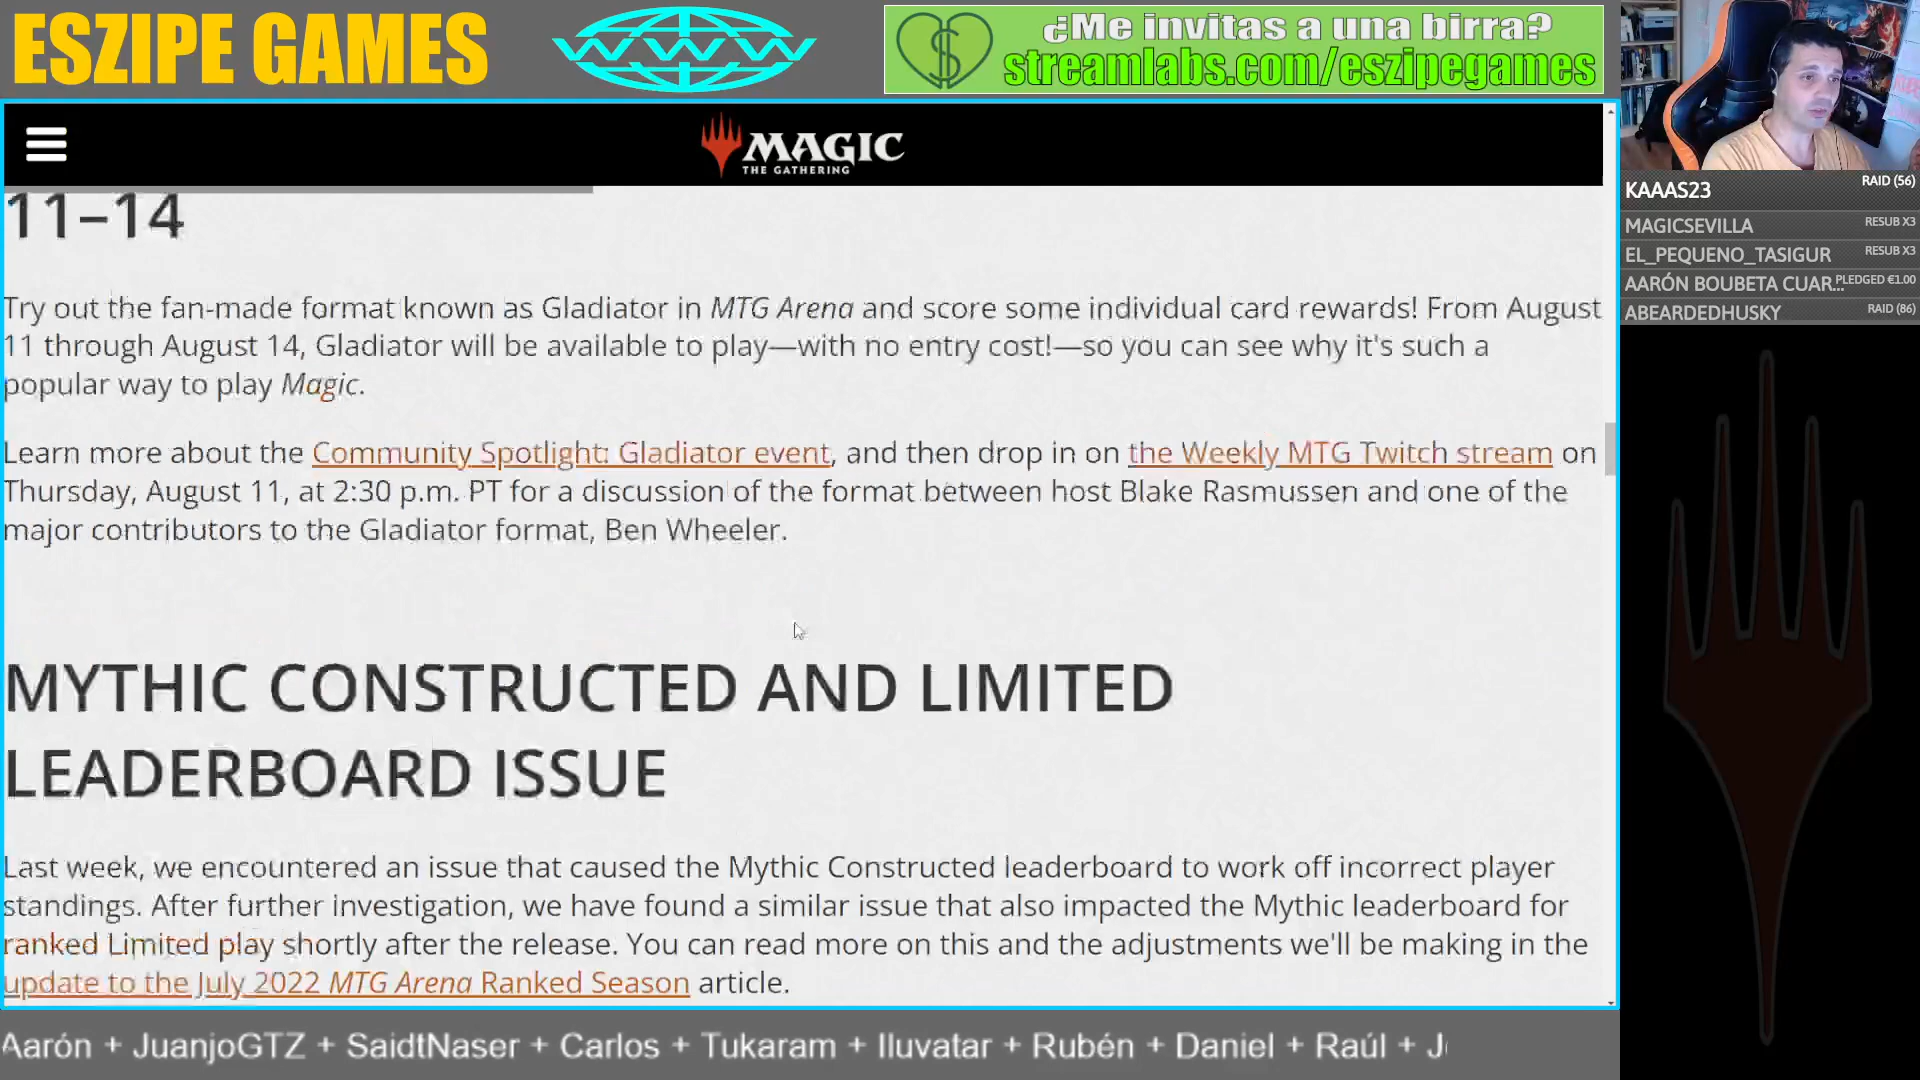 ESZIPE GAMES
WWW
¿Me invitas a una birra?
streamlabs.com/eszipegames
MAGIC
THE GATHERING
11–14
Try out the fan-made format known as Gladiator in MTG Arena and score some individual card rewards! From August
11 through August 14, Gladiator will be available to play—with no entry cost!—so you can see why it's such a
popular way to play Magic.
Learn more about the Community Spotlight: Gladiator event, and then drop in on the Weekly MTG Twitch stream on
Thursday, August 11, at 2:30 p.m. PT for a discussion of the format between host Blake Rasmussen and one of the
major contributors to the Gladiator format, Ben Wheeler.
MYTHIC CONSTRUCTED AND LIMITED
LEADERBOARD ISSUE
Last week, we encountered an issue that caused the Mythic Constructed leaderboard to work off incorrect player
standings. After further investigation, we have found a similar issue that also impacted the Mythic leaderboard for
ranked Limited play shortly after the release. You can read more on this and the adjustments we'll be making in the
update to the July 2022 MTG Arena Ranked Season article.
KAAAS23 RAID (56)
MAGICSEVILLA RESUB X3
EL_PEQUENO_TASIGUR RESUB X3
AARÓN BOUBETA CUAR... PLEDGED €1.00
ABEARDEDHUSKY RAID (86)
Aarón + JuanjoGTZ + SaidtNaser + Carlos + Tukaram + Iluvatar + Rubén + Daniel + Raúl + J